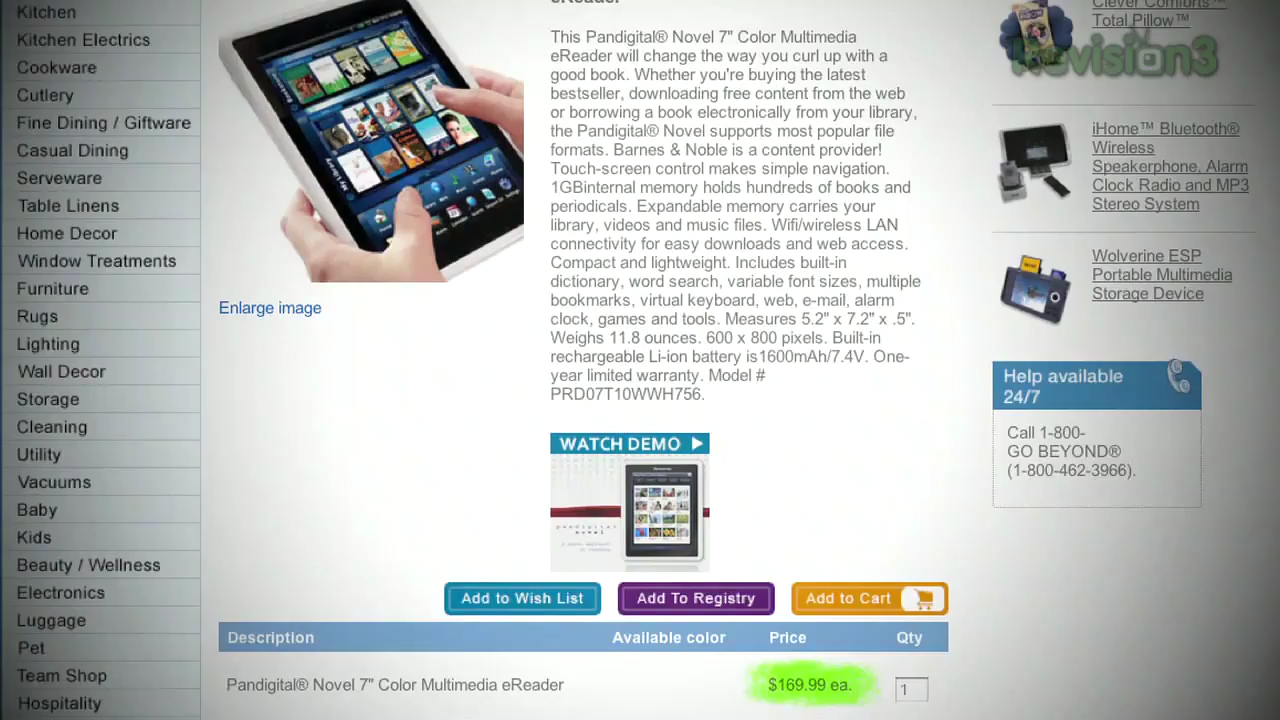 Kitchen
Kitchen Electrics
Cookware
Cutlery
Fine Dining / Giftware
Casual Dining
Serveware
Table Linens
Home Decor
Window Treatments
Furniture
Rugs
Lighting
Wall Decor
Storage
Cleaning
Utility
Vacuums
Baby
Kids
Beauty / Wellness
Electronics
Luggage
Pet
Team Shop
Hospitality
My Library
Enlarge image
eReader
This Pandigital® Novel 7" Color Multimedia
eReader will change the way you curl up with a
good book. Whether you're buying the latest
bestseller, downloading free content from the web
or borrowing a book electronically from your library,
the Pandigital® Novel supports most popular file
formats. Barnes & Noble is a content provider!
Touch-screen control makes simple navigation.
1GBinternal memory holds hundreds of books and
periodicals. Expandable memory carries your
library, videos and music files. Wifi/wireless LAN
connectivity for easy downloads and web access.
Compact and lightweight. Includes built-in
dictionary, word search, variable font sizes, multiple
bookmarks, virtual keyboard, web, e-mail, alarm
clock, games and tools. Measures 5.2" x 7.2" x .5".
Weighs 11.8 ounces. 600 x 800 pixels. Built-in
rechargeable Li-ion battery is1600mAh/7.4V. One-
year limited warranty. Model #
PRD07T10WWH756.
WATCH DEMO
pandigital
novel
Add to Wish List
Add To Registry
Add to Cart
Description Available color Price Qty
Pandigital® Novel 7" Color Multimedia eReader $169.99 ea. 1
Clever Comforts™
Total Pillow™
Revision3
iHome™ Bluetooth®
Wireless
Speakerphone, Alarm
Clock Radio and MP3
Stereo System
Wolverine ESP
Portable Multimedia
Storage Device
Help available
24/7
Call 1-800-
GO BEYOND®
(1-800-462-3966).